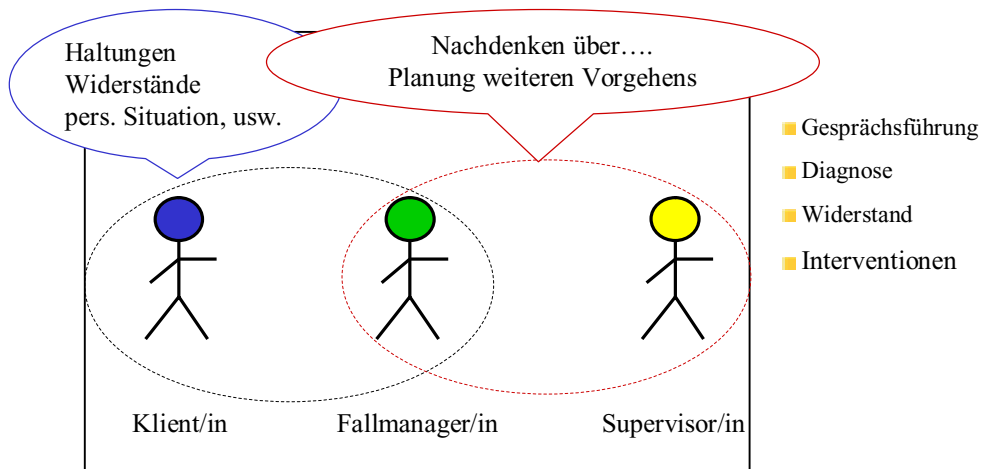 Haltungen
Widerstände
pers. Situation, usw.
Nachdenken über….
Planung weiteren Vorgehens
Gesprächsführung
Diagnose
Widerstand
Interventionen
Klient/in
Fallmanager/in
Supervisor/in